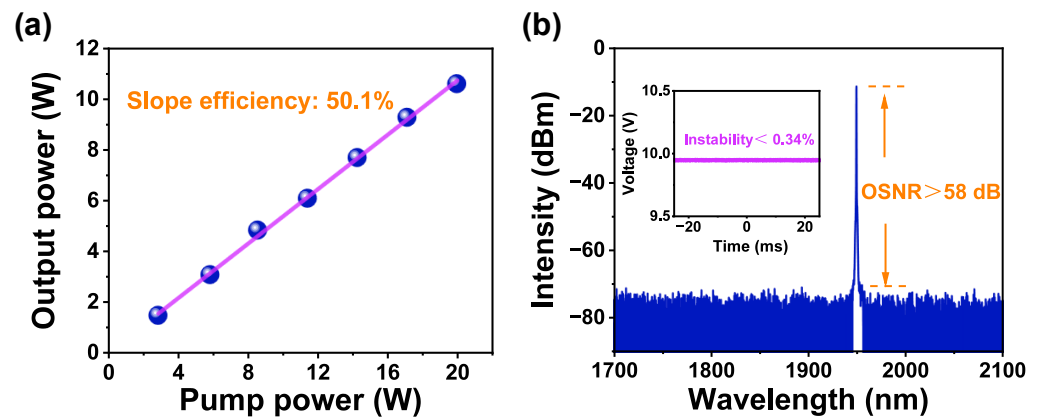 (a)
12
10
8
6
4
2
0
Output power (W)
Slope efficiency: 50.1%
0 4 8 12 16 20
Pump power (W)
(b)
0
−20
−40
−60
−80
Intensity (dBm)
10.5
10.0
9.5
Voltage (V)
Instability< 0.34%
−20 0 20
Time (ms)
OSNR>58 dB
1700 1800 1900 2000 2100
Wavelength (nm)